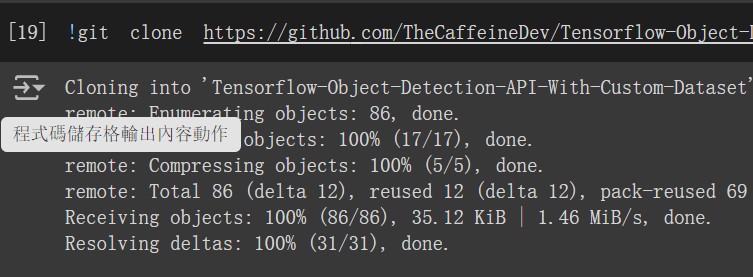 [19] !git clone https://github.com/TheCaffeineDev/Tensorflow-Object-
Cloning into 'Tensorflow-Object-Detection-API-With-Custom-Dataset'
remote: Enumerating objects: 86, done.
程式碼儲存格輸出內容動作
objects: 100% (17/17), done.
remote: Compressing objects: 100% (5/5), done.
remote: Total 86 (delta 12), reused 12 (delta 12), pack-reused 69
Receiving objects: 100% (86/86), 35.12 KiB | 1.46 MiB/s, done.
Resolving deltas: 100% (31/31), done.